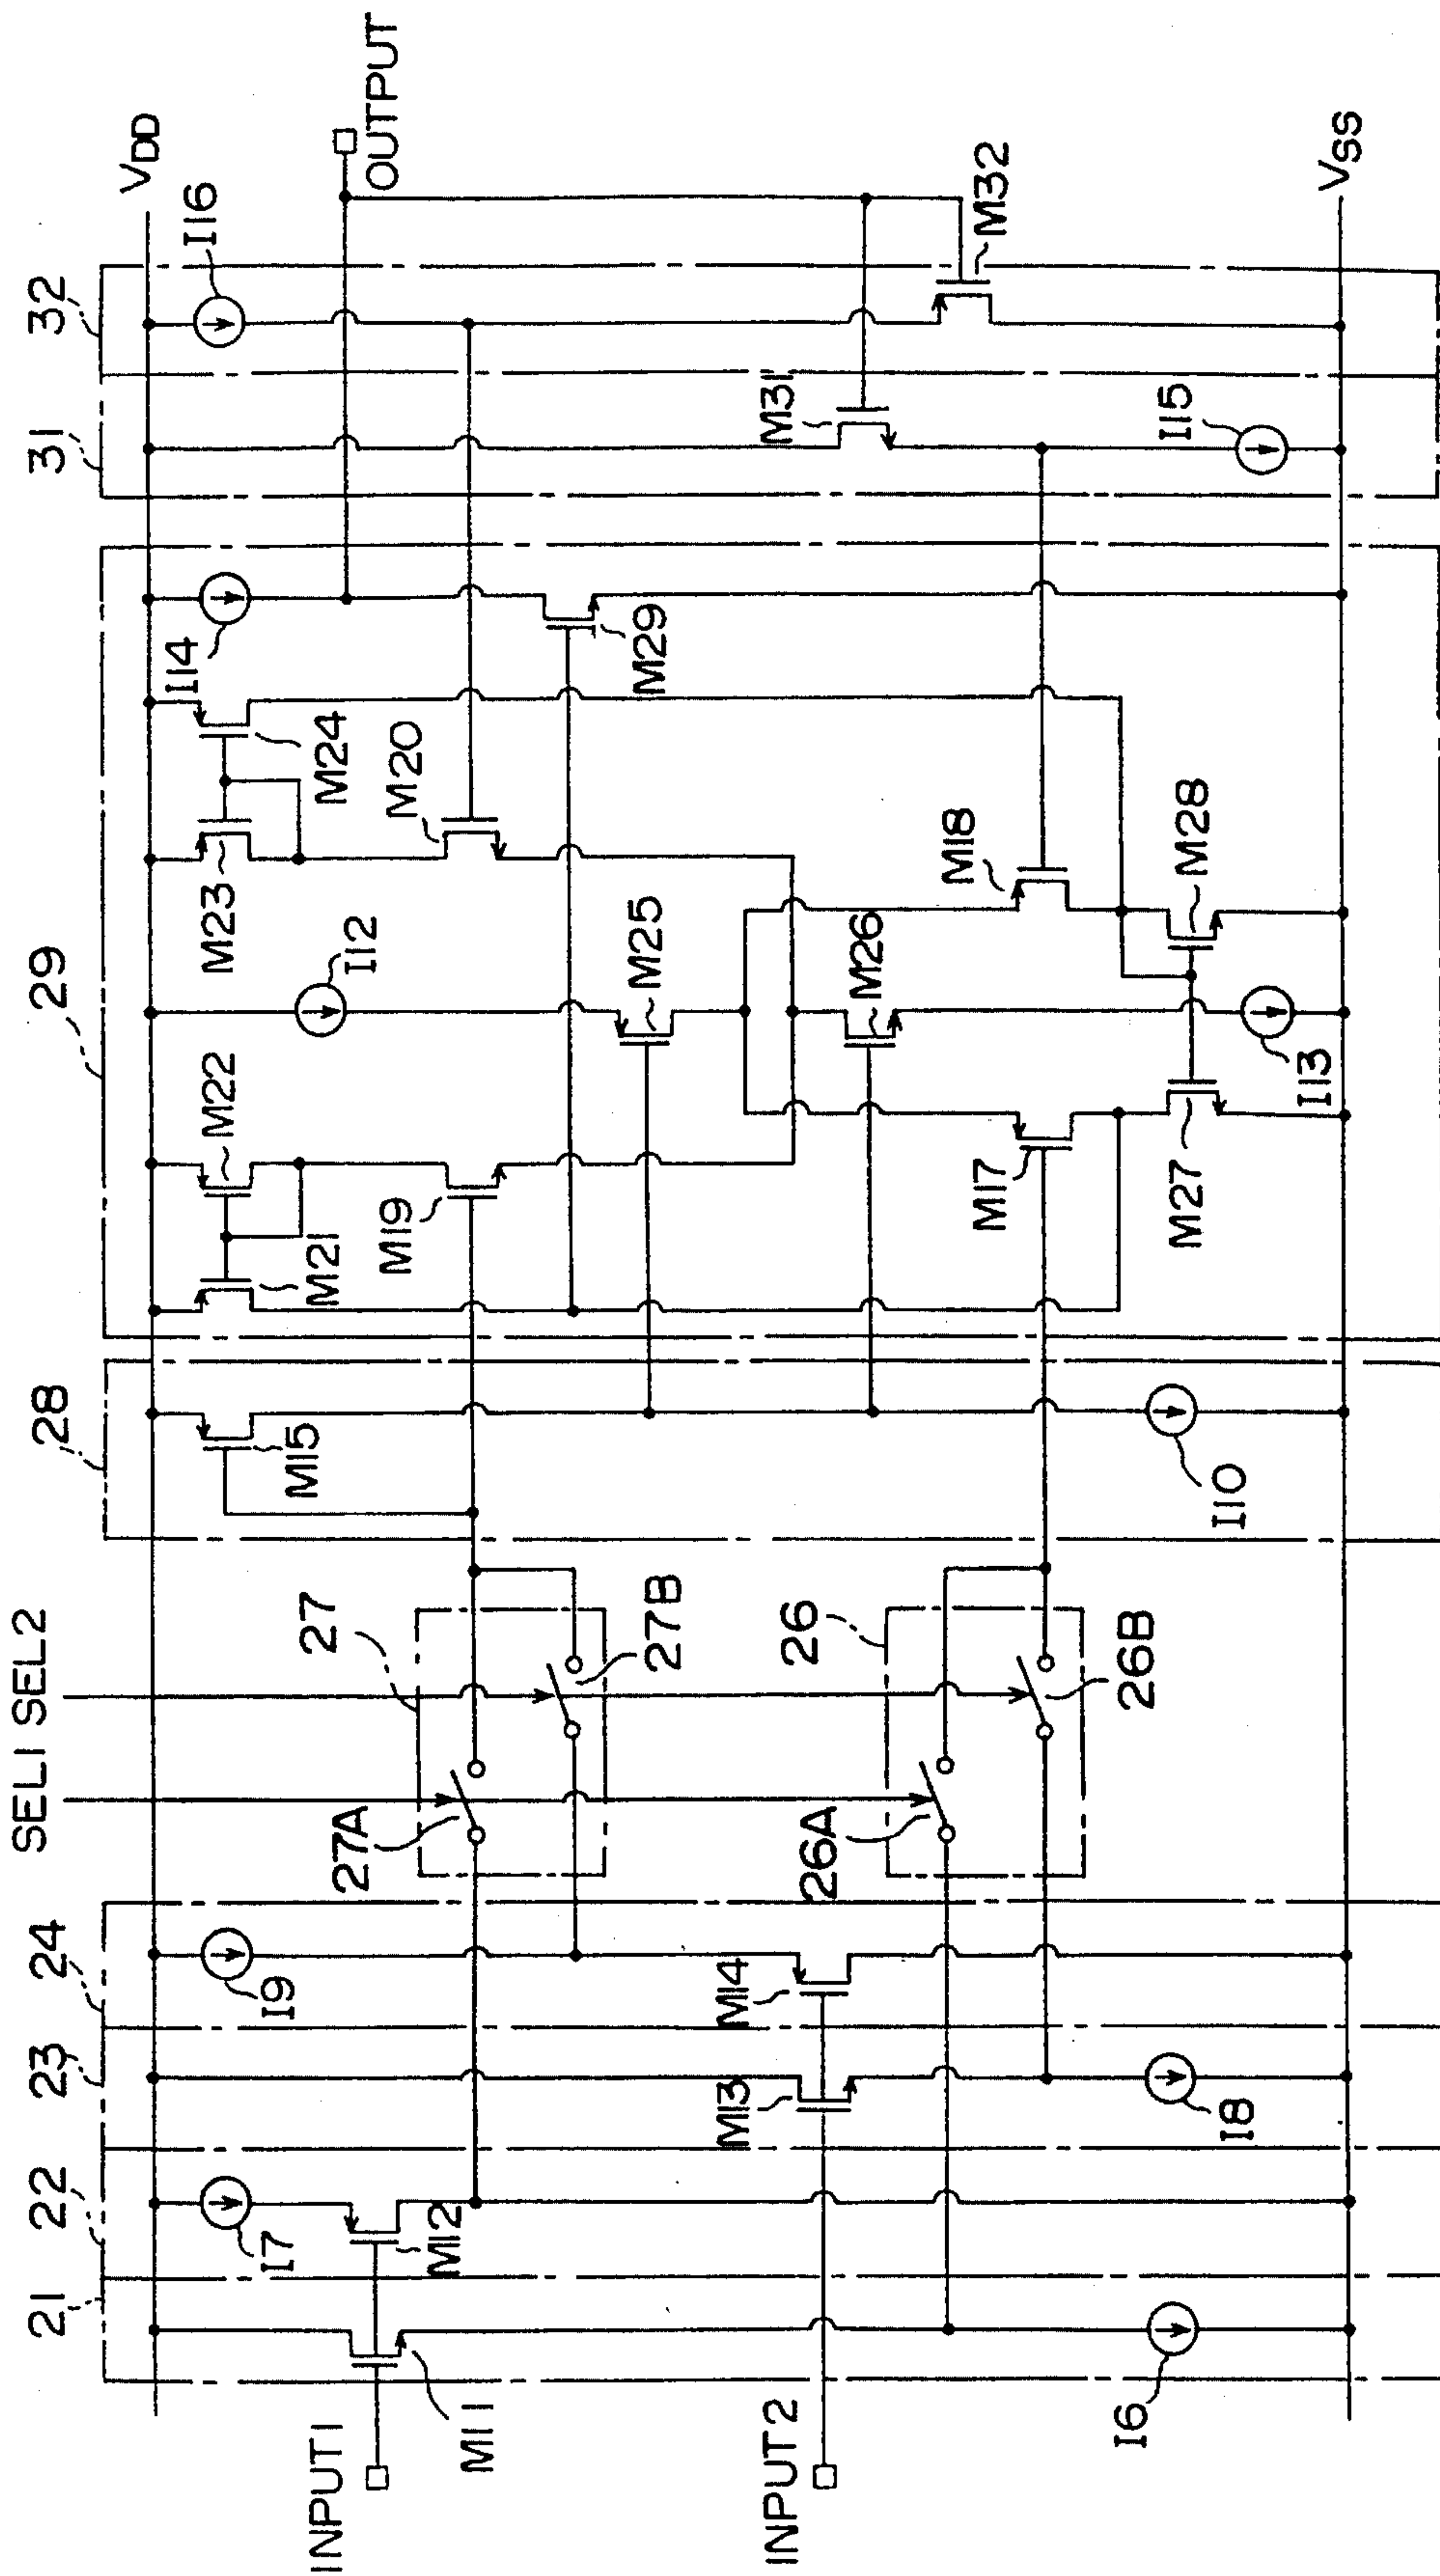 SEL1 SEL2
21
22
23
24
27
28
29
31
32
VDD
I7
I9
M15
M21
M22
M23
M24
I14
I16
INPUT1
M11
M12
27A
27B
M19
I12
M20
OUTPUT
M25
M29
INPUT2
M13
M14
26A
26
26B
M26
M17
M18
M31
M32
I6
I8
I10
M27
I13
M28
I15
VSS